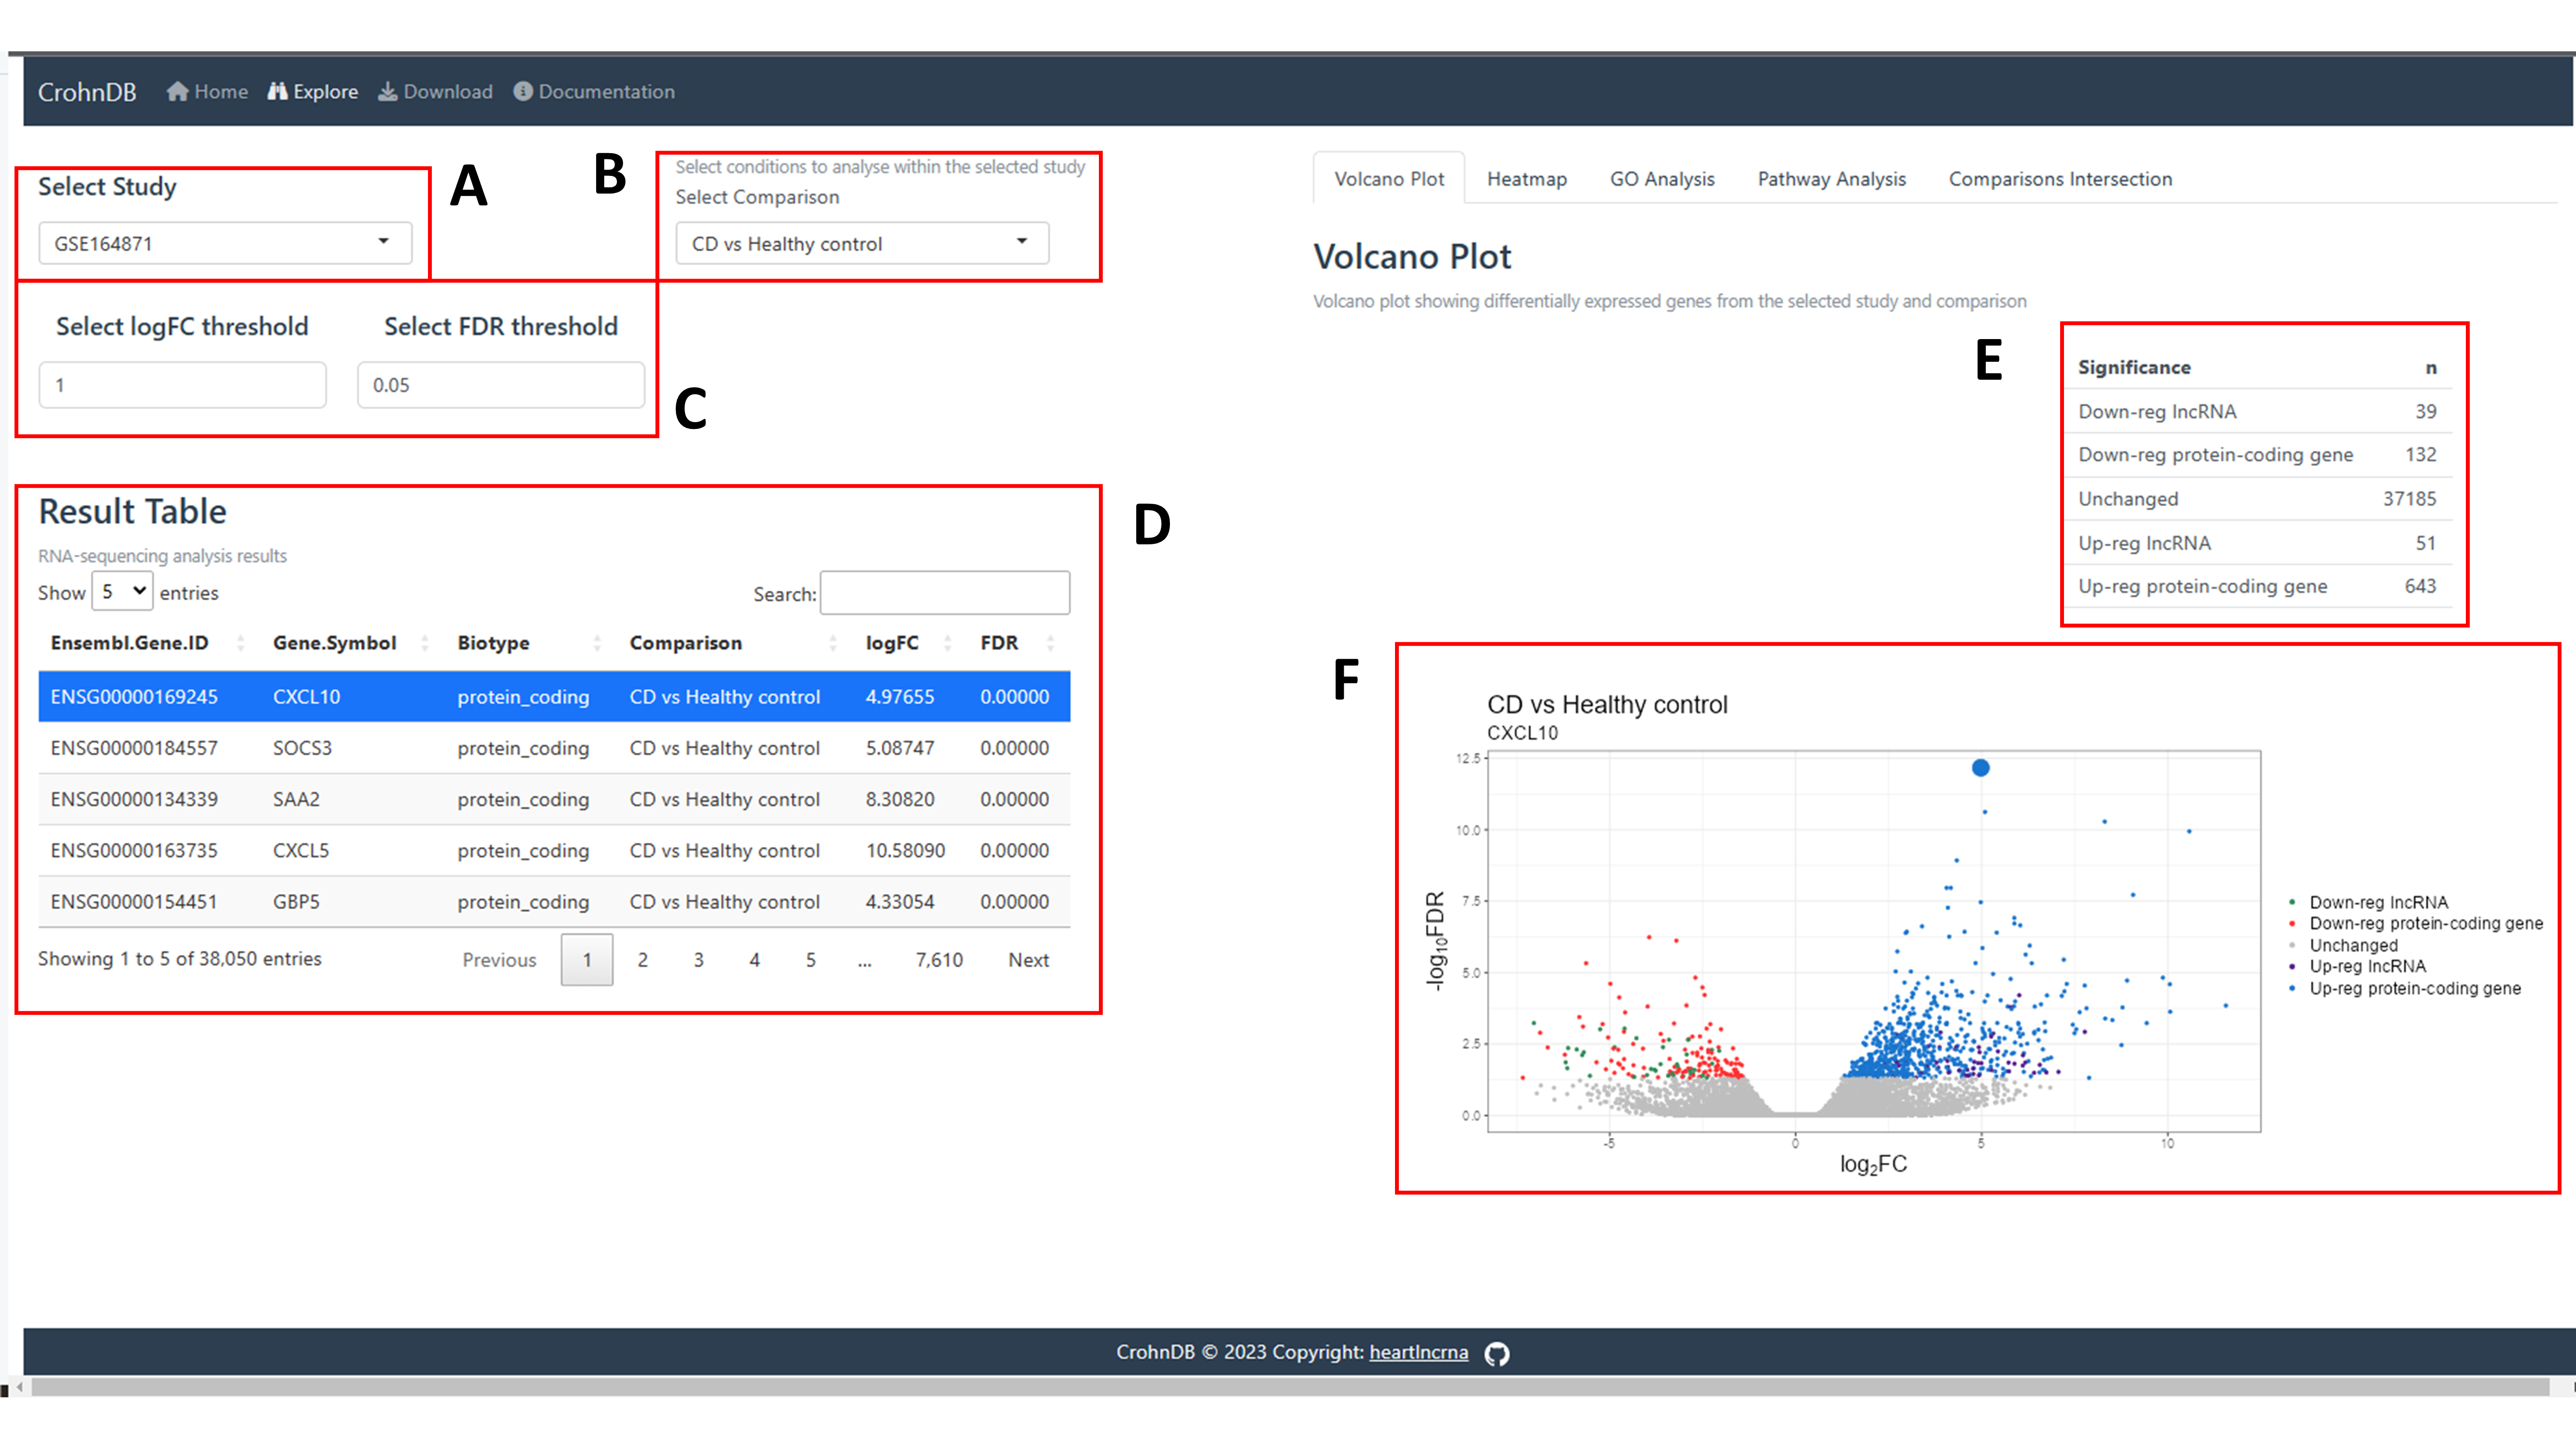 CrohnDB Home Explore Download Documentation
A
B
Select Study
GSE164871
Select conditions to analyse within the selected study
Select Comparison
CD vs Healthy control
Select logFC threshold Select FDR threshold
1 0.05
C
D
Result Table
RNA-sequencing analysis results
Show 5 entries Search:
Ensembl.Gene.ID Gene.Symbol Biotype Comparison logFC FDR
ENSG00000169245 CXCL10 protein_coding CD vs Healthy control 4.97655 0.00000
ENSG00000184557 SOCS3 protein_coding CD vs Healthy control 5.08747 0.00000
ENSG00000134339 SAA2 protein_coding CD vs Healthy control 8.30820 0.00000
ENSG00000163735 CXCL5 protein_coding CD vs Healthy control 10.58090 0.00000
ENSG00000154451 GBP5 protein_coding CD vs Healthy control 4.33054 0.00000
Showing 1 to 5 of 38,050 entries Previous 1 2 3 4 5 ... 7,610 Next
Volcano Plot Heatmap GO Analysis Pathway Analysis Comparisons Intersection
Volcano Plot
Volcano plot showing differentially expressed genes from the selected study and comparison
E
Significance n
Down-reg lncRNA 39
Down-reg protein-coding gene 132
Unchanged 37185
Up-reg lncRNA 51
Up-reg protein-coding gene 643
F
CD vs Healthy control
CXCL10
12.5
10.0
7.5
5.0
2.5
0.0
-log10FDR
-5 0 5 10
log2FC
Down-reg lncRNA
Down-reg protein-coding gene
Unchanged
Up-reg lncRNA
Up-reg protein-coding gene
CrohnDB © 2023 Copyright: heartlncrna